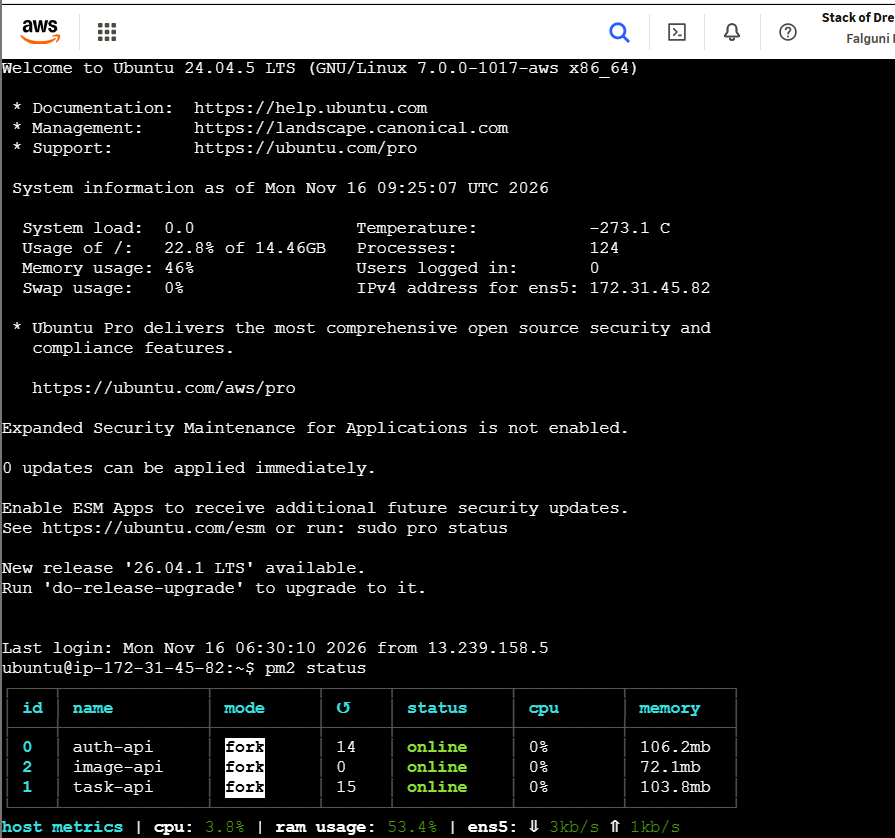 aws
Stack of Dre
Falguni
Welcome to Ubuntu 24.04.5 LTS (GNU/Linux 7.0.0-1017-aws x86_64)
* Documentation: https://help.ubuntu.com
* Management: https://landscape.canonical.com
* Support: https://ubuntu.com/pro
System information as of Mon Nov 16 09:25:07 UTC 2026
System load: 0.0 Temperature: -273.1 C
Usage of /: 22.8% of 14.46GB Processes: 124
Memory usage: 46% Users logged in: 0
Swap usage: 0% IPv4 address for ens5: 172.31.45.82
* Ubuntu Pro delivers the most comprehensive open source security and
compliance features.
https://ubuntu.com/aws/pro
Expanded Security Maintenance for Applications is not enabled.
0 updates can be applied immediately.
Enable ESM Apps to receive additional future security updates.
See https://ubuntu.com/esm or run: sudo pro status
New release '26.04.1 LTS' available.
Run 'do-release-upgrade' to upgrade to it.
Last login: Mon Nov 16 06:30:10 2026 from 13.239.158.5
ubuntu@ip-172-31-45-82:~$ pm2 status
id name mode ↺ status cpu memory
0 auth-api fork 14 online 0% 106.2mb
2 image-api fork 0 online 0% 72.1mb
1 task-api fork 15 online 0% 103.8mb
host metrics | cpu: 3.8% | ram usage: 53.4% | ens5: ⇓ 3kb/s ⇑ 1kb/s